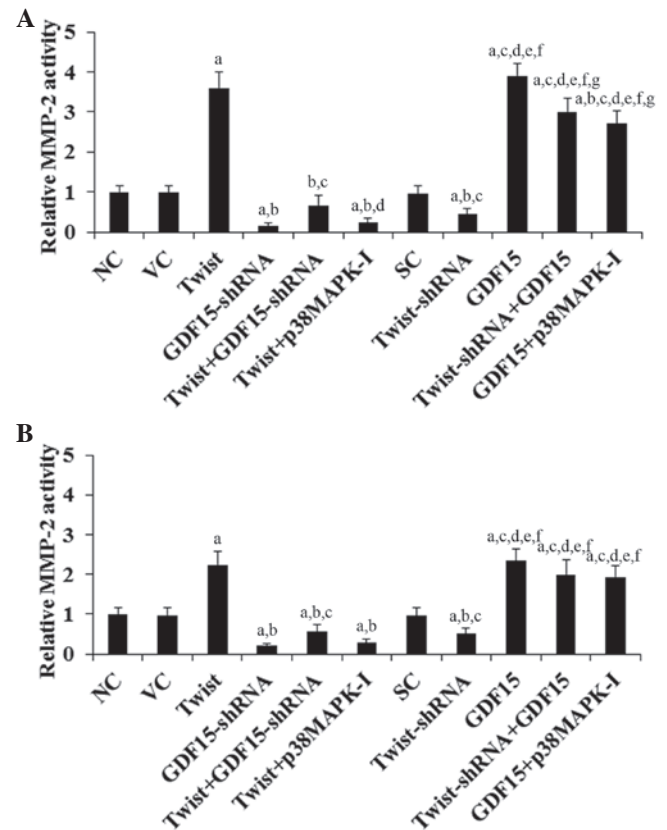 A
Relative MMP-2 activity
5
4
3
2
1
0
a
a,b
b,c
a,b,d
a,b,c
a,c,d,e,f
a,c,d,e,f,g
a,b,c,d,e,f,g
NC
VC
Twist
GDF15-shRNA
Twist+GDF15-shRNA
Twist+p38MAPK-I
SC
Twist-shRNA
GDF15
Twist-shRNA+GDF15
GDF15+p38MAPK-I
B
Relative MMP-2 activity
5
4
3
2
1
0
a
a,b
a,b,c
a,b
a,b,c
a,c,d,e,f
a,c,d,e,f
a,c,d,e,f
NC
VC
Twist
GDF15-shRNA
Twist+GDF15-shRNA
Twist+p38MAPK-I
SC
Twist-shRNA
GDF15
Twist-shRNA+GDF15
GDF15+p38MAPK-I